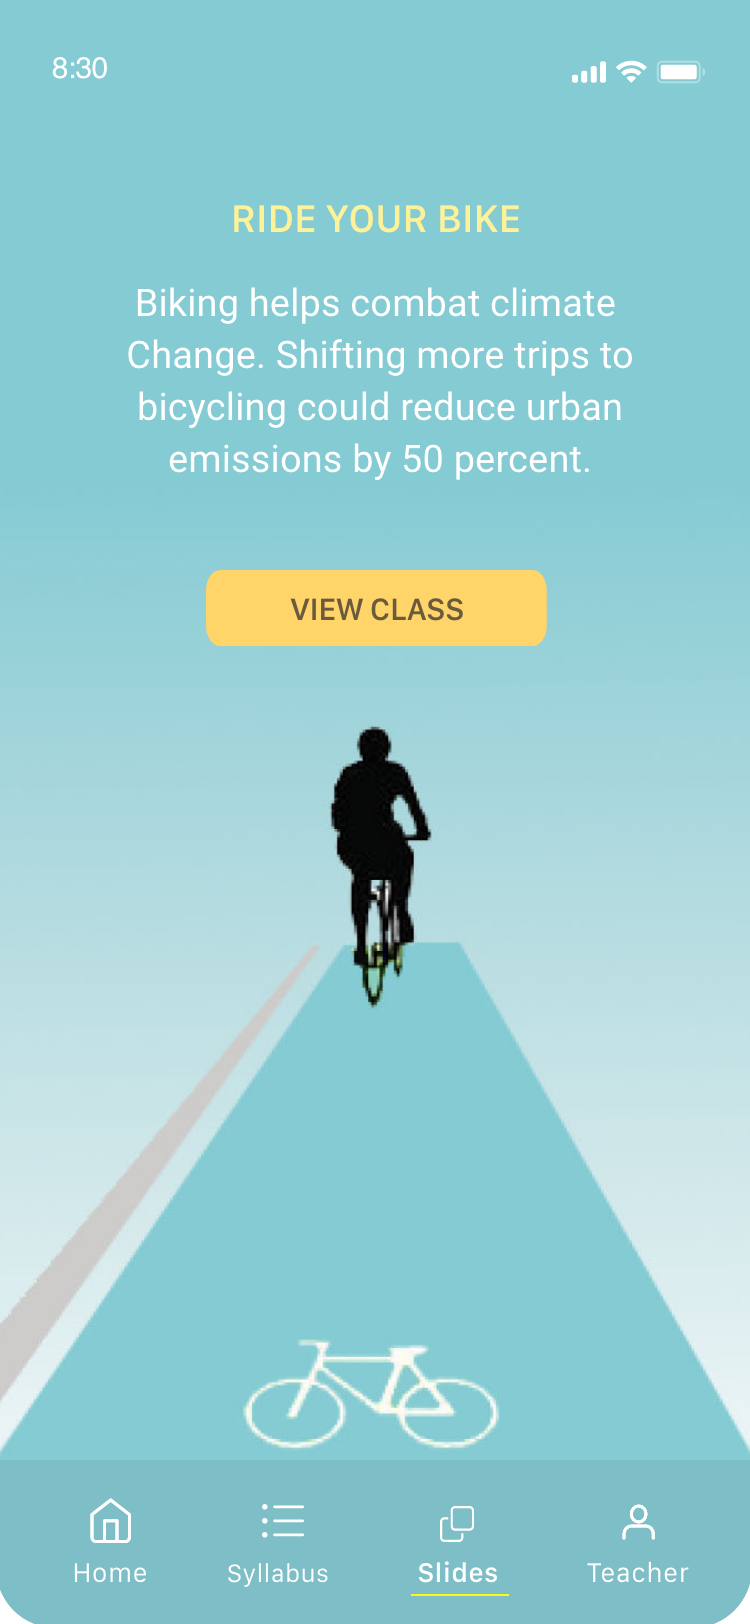 8:30
RIDE YOUR BIKE
Biking helps combat climate
Change. Shifting more trips to
bicycling could reduce urban
emissions by 50 percent.
VIEW CLASS
Home
Syllabus
Slides
Teacher